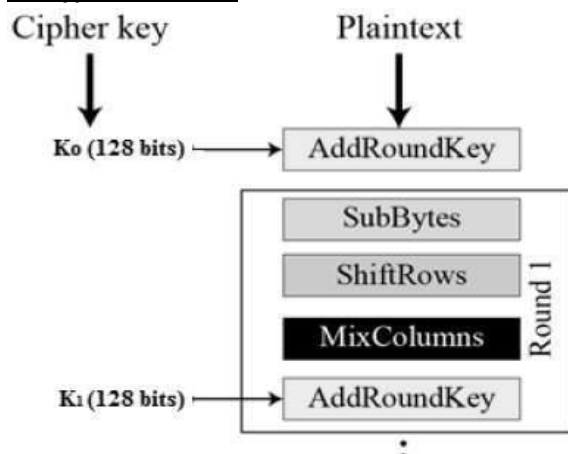 Cipher key Plaintext
K₀ (128 bits) AddRoundKey
SubBytes
ShiftRows
MixColumns
Round 1
K₁ (128 bits) AddRoundKey